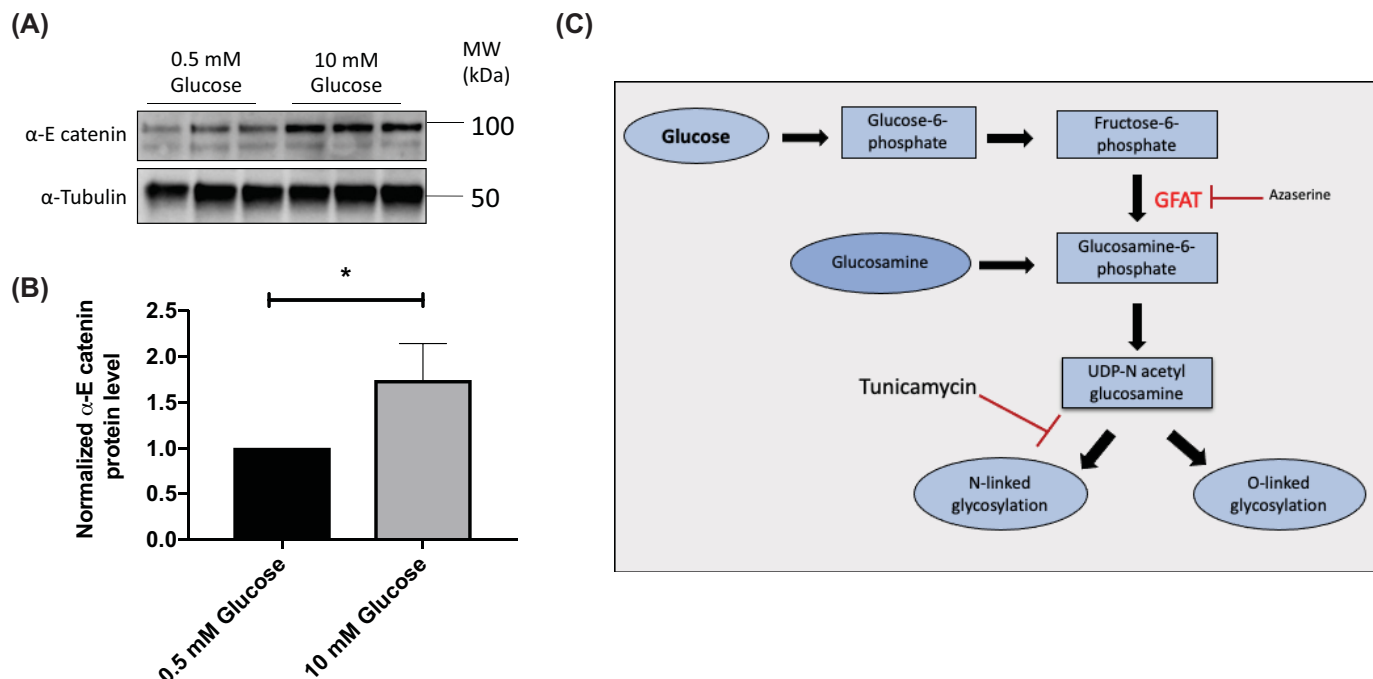 (A)
0.5 mM
Glucose
10 mM
Glucose
MW
(kDa)
α-E catenin
100
α-Tubulin
50
(B)
*
Normalized α-E catenin
protein level
2.5
2.0
1.5
1.0
0.5
0.0
0.5 mM Glucose
10 mM Glucose
(C)
Glucose
Glucose-6-
phosphate
Fructose-6-
phosphate
GFAT
Azaserine
Glucosamine
Glucosamine-6-
phosphate
UDP-N acetyl
glucosamine
Tunicamycin
N-linked
glycosylation
O-linked
glycosylation